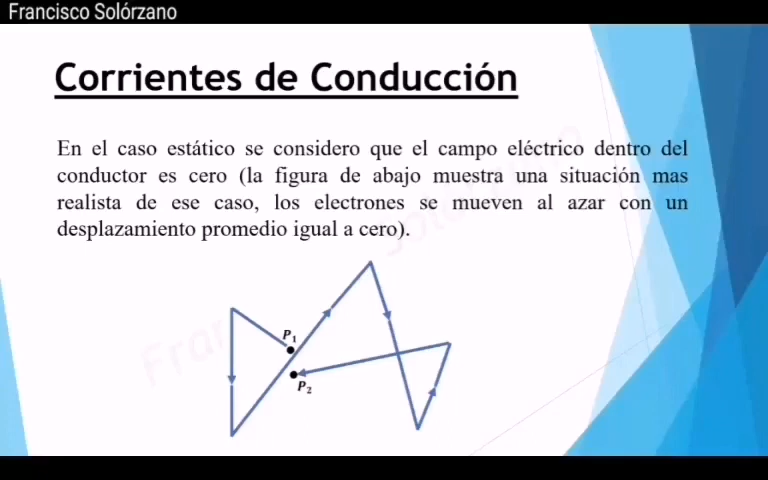 Francisco Solórzano
Corrientes de Conducción
En el caso estático se considero que el campo eléctrico dentro del
conductor es cero (la figura de abajo muestra una situación mas
realista de ese caso, los electrones se mueven al azar con un
desplazamiento promedio igual a cero).
P₁
P₂